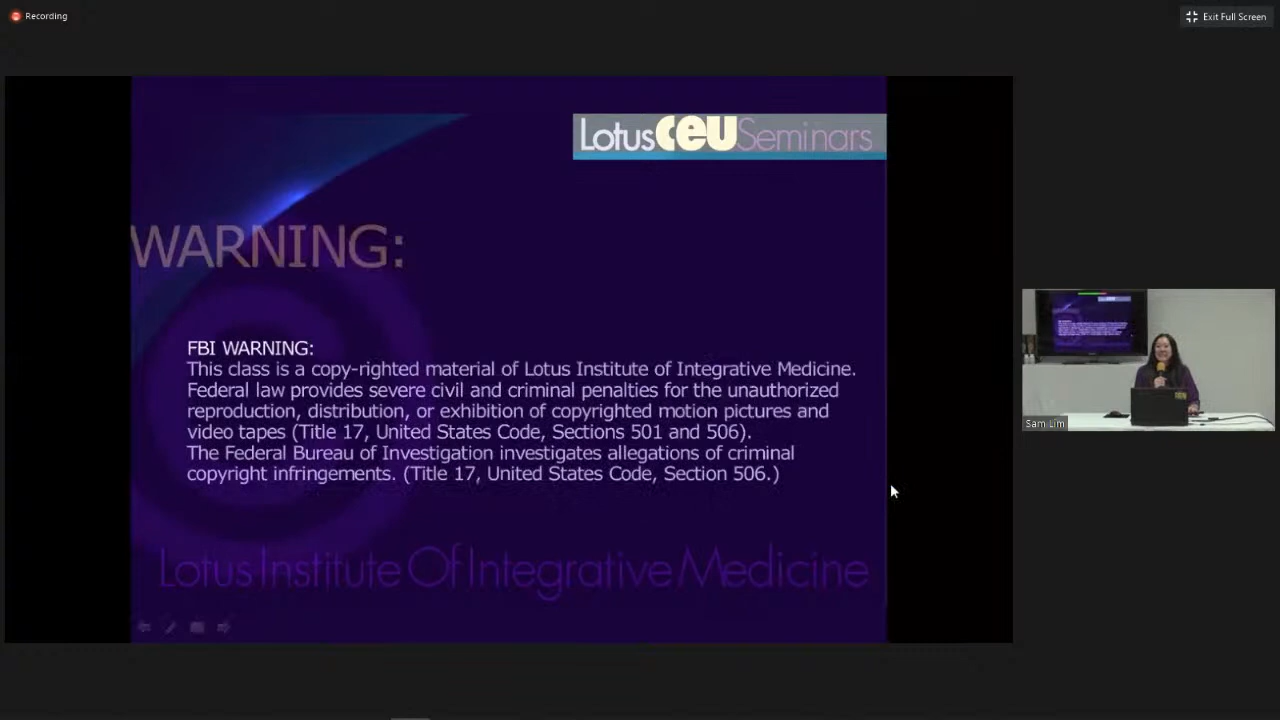 Recording
Exit Full Screen
LotusCEUSeminars
WARNING:
FBI WARNING:
This class is a copy-righted material of Lotus Institute of Integrative Medicine.
Federal law provides severe civil and criminal penalties for the unauthorized
reproduction, distribution, or exhibition of copyrighted motion pictures and
video tapes (Title 17, United States Code, Sections 501 and 506).
The Federal Bureau of Investigation investigates allegations of criminal
copyright infringements. (Title 17, United States Code, Section 506.)
Sam Lim
Lotus Institute Of Integrative Medicine